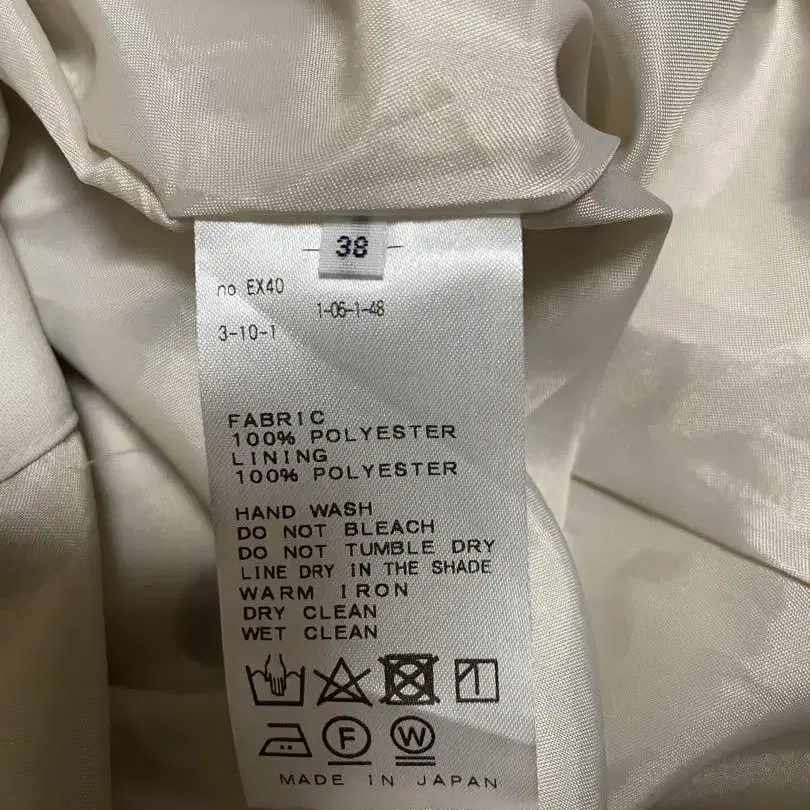 38
no EX40
1-06-1-48
3-10-1
FABRIC
100% POLYESTER
LINING
100% POLYESTER
HAND WASH
DO NOT BLEACH
DO NOT TUMBLE DRY
LINE DRY IN THE SHADE
WARM IRON
DRY CLEAN
WET CLEAN
F W
MADE IN JAPAN